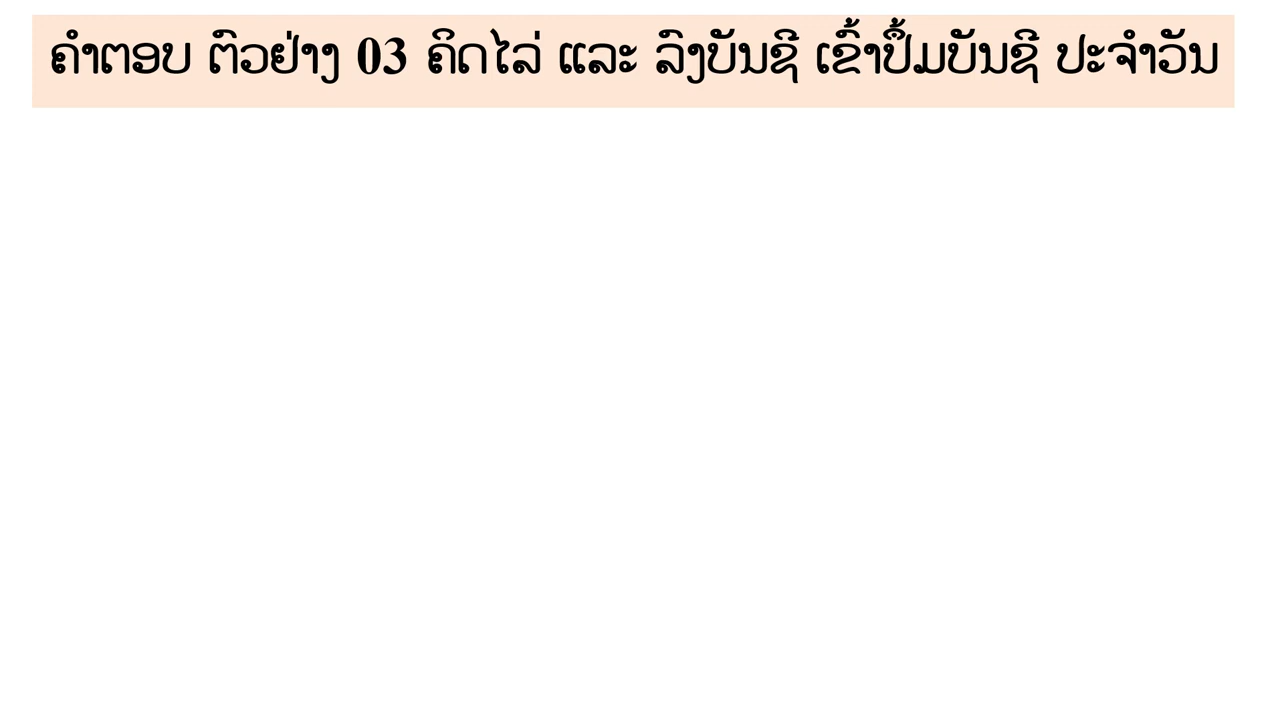 ຄຳຕອບ ຕົວຢ່າງ 03 ຄິດໄລ່ ແລະ ລົງບັນຊີ ເຂົ້າປຶ້ມບັນຊີ ປະຈຳວັນ